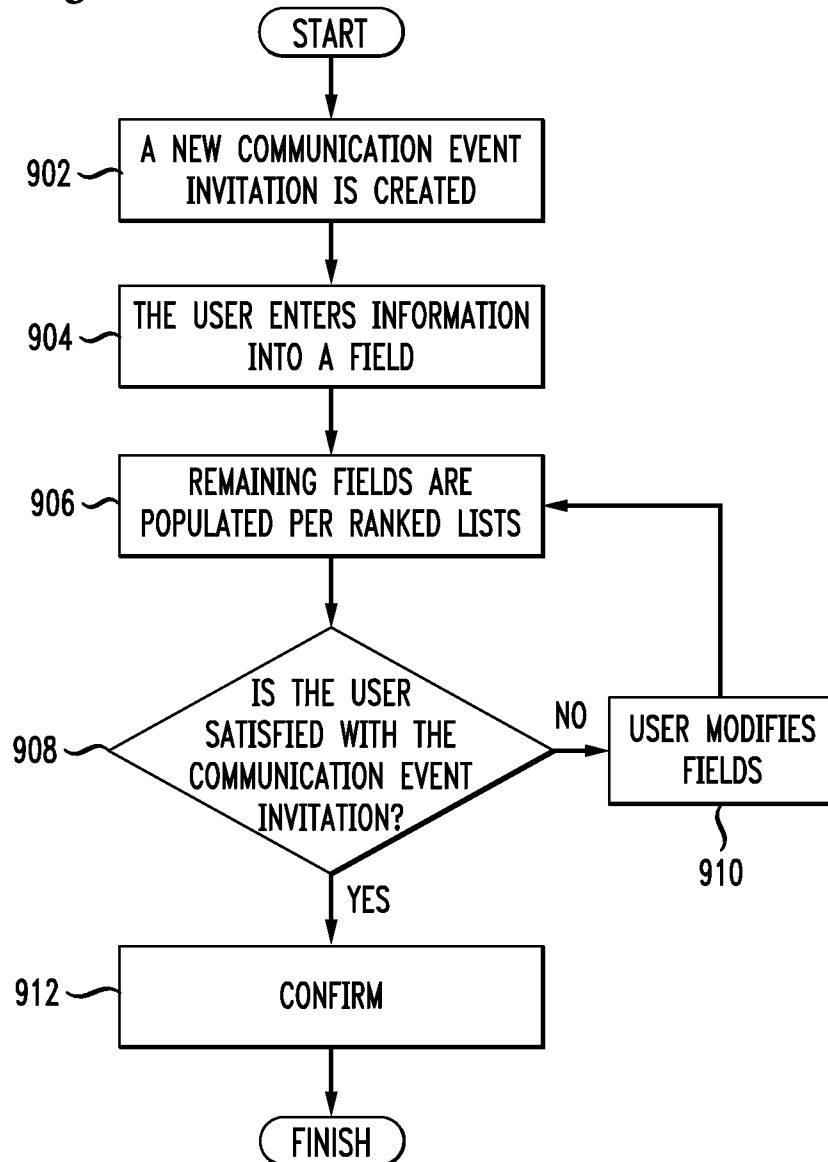 START
902
A NEW COMMUNICATION EVENT
INVITATION IS CREATED
904
THE USER ENTERS INFORMATION
INTO A FIELD
906
REMAINING FIELDS ARE
POPULATED PER RANKED LISTS
908
IS THE USER
SATISFIED WITH THE
COMMUNICATION EVENT
INVITATION?
NO
USER MODIFIES
FIELDS
910
YES
912
CONFIRM
FINISH